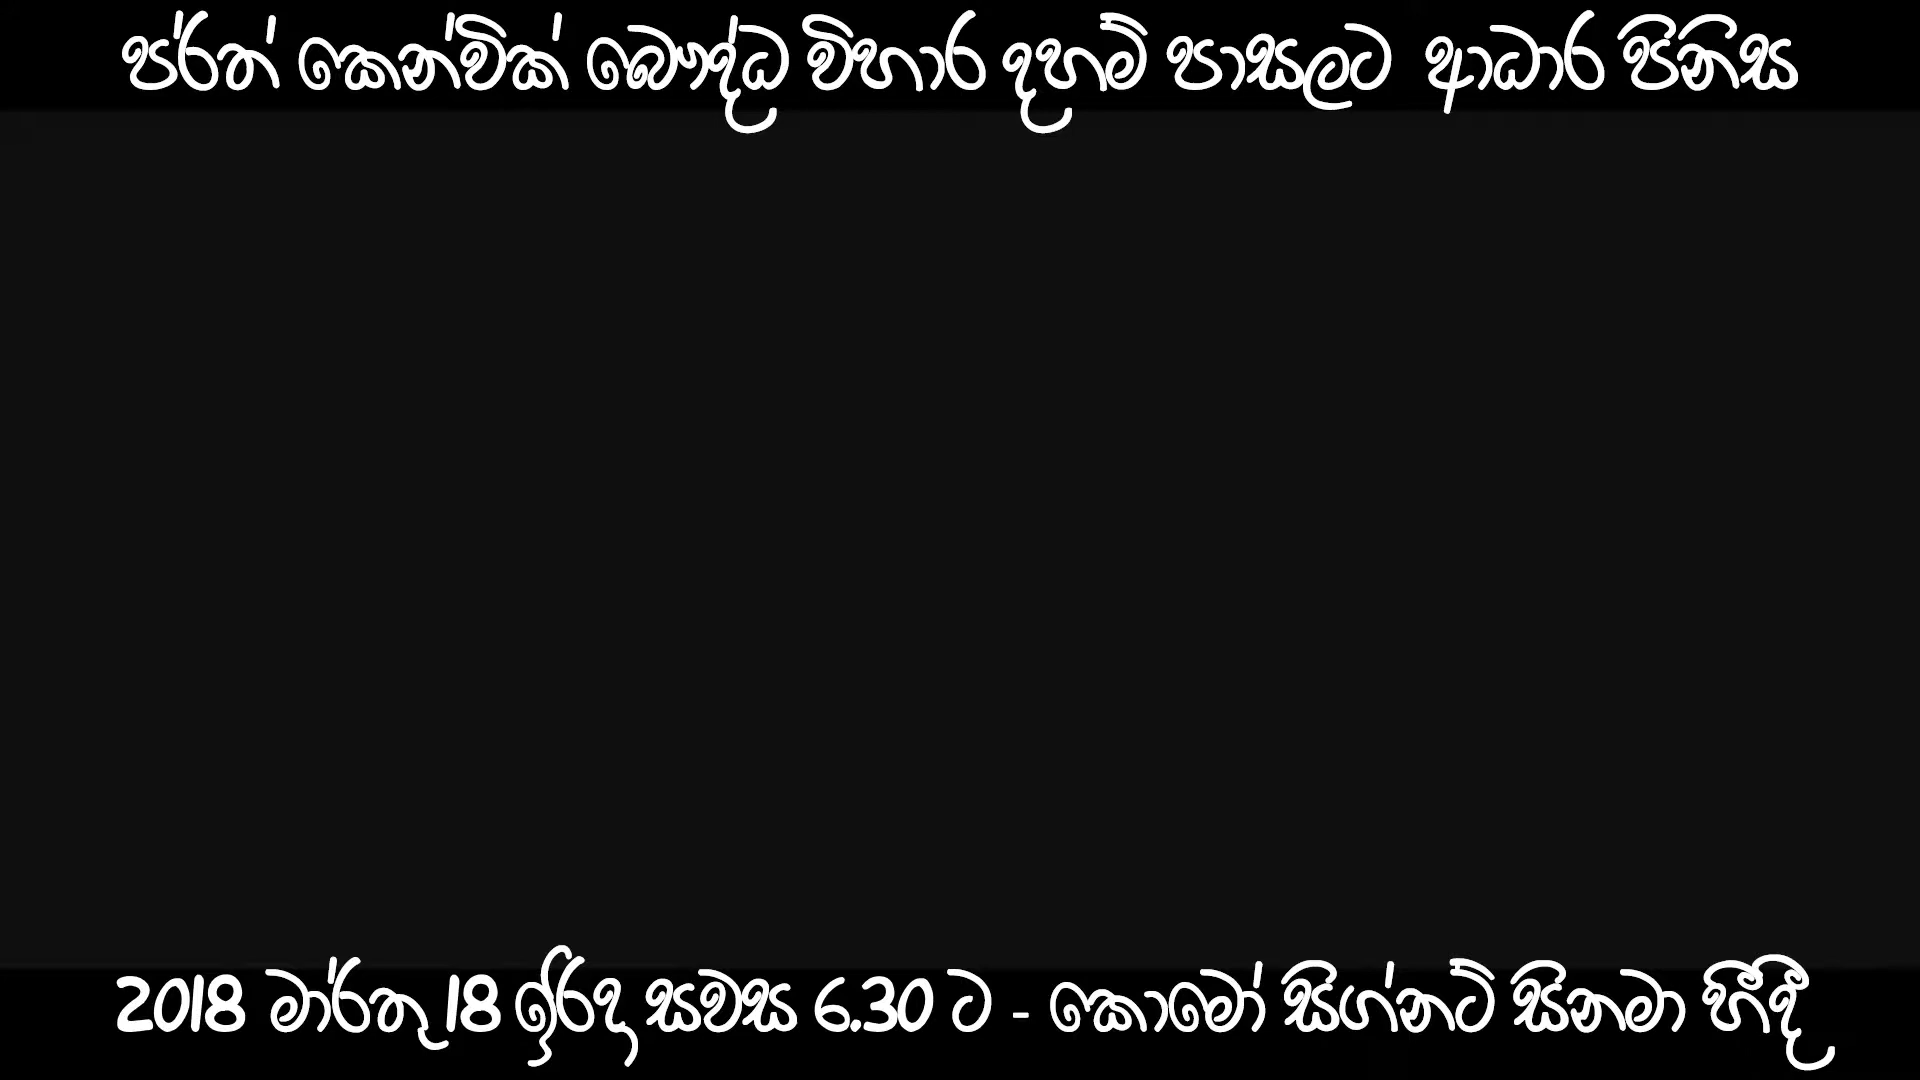 පර්ත් කෙන්වික් බෞද්ධ විහාර දහම් පාසලට ආධාර පිනිස
2018 මාර්තු 18 ඉරිදා සවස 6.30 ට - කොමෝ සිග්නට් සිනමා හීදී